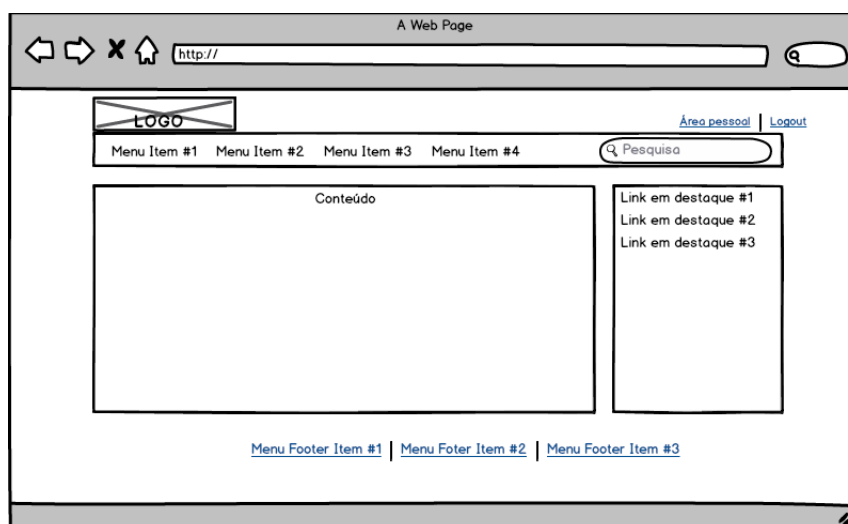 A Web Page
http://
LOGO
Área pessoal | Logout
Menu Item #1 Menu Item #2 Menu Item #3 Menu Item #4 Pesquisa
Conteúdo
Link em destaque #1
Link em destaque #2
Link em destaque #3
Menu Footer Item #1 | Menu Foter Item #2 | Menu Footer Item #3